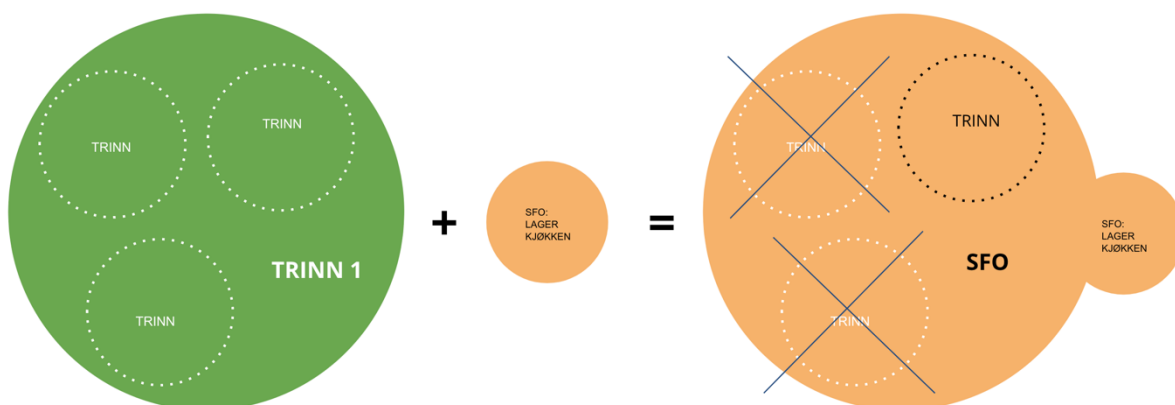 TRINN
TRINN
TRINN 1
TRINN
+
SFO:
LAGER
KJØKKEN
=
TRINN
TRINN
SFO:
LAGER
KJØKKEN
SFO
TRINN